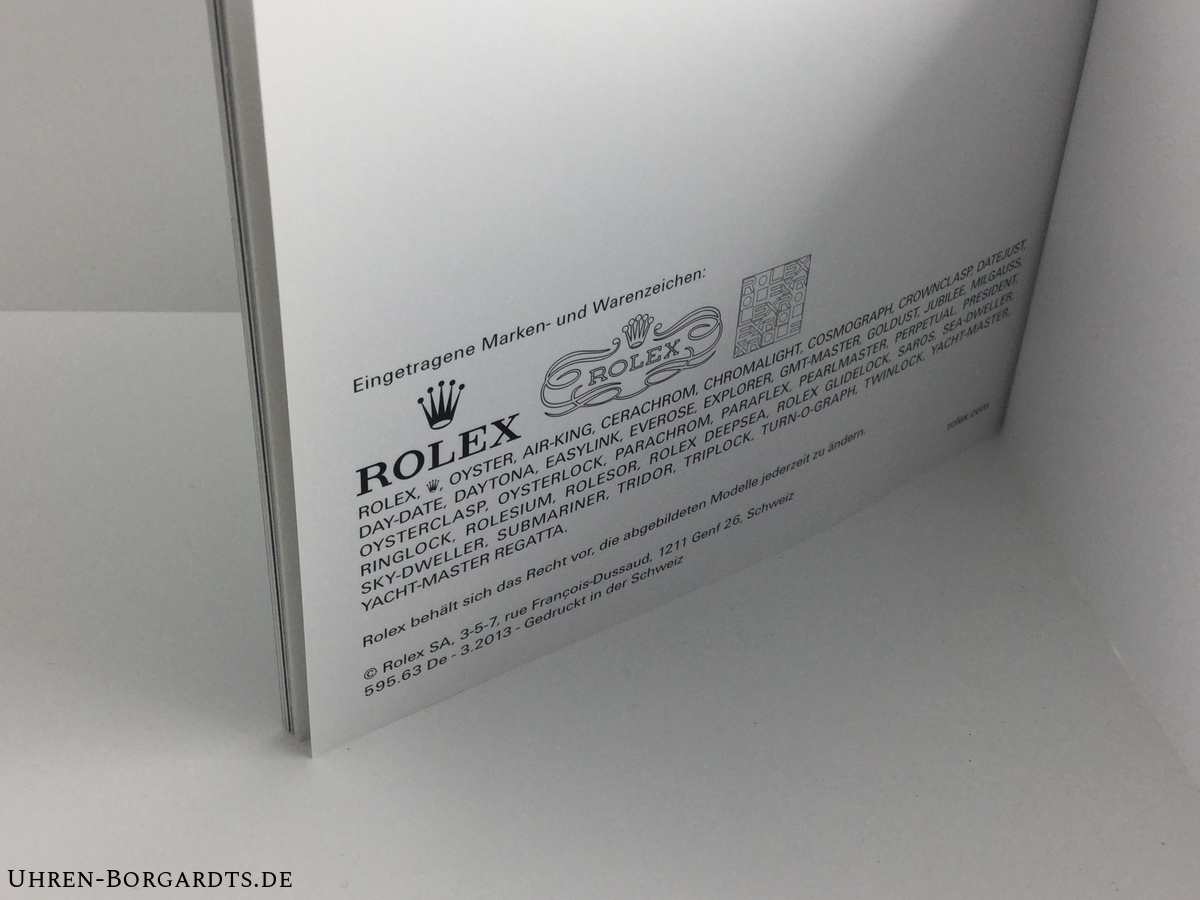 Eingetragene Marken- und Warenzeichen:
ROLEX
ROLEX
ROLEX, , OYSTER, AIR-KING, CERACHROM, CHROMALIGHT, COSMOGRAPH, CROWNCLASP, DATEJUST,
DAY-DATE, DAYTONA, EASYLINK, EVEROSE, EXPLORER, GMT-MASTER, GOLDUST, JUBILEE, MILGAUSS,
OYSTERCLASP, OYSTERLOCK, PARACHROM, PARAFLEX, PEARLMASTER, PERPETUAL, PRESIDENT,
RINGLOCK, ROLESIUM, ROLESOR, ROLEX DEEPSEA, ROLEX GLIDELOCK, SAROS, SEA-DWELLER,
SKY-DWELLER, SUBMARINER, TRIDOR, TRIPLOCK, TURN-O-GRAPH, TWINLOCK, YACHT-MASTER,
YACHT-MASTER REGATTA.
Rolex behält sich das Recht vor, die abgebildeten Modelle jederzeit zu ändern.
rolex.com
© Rolex SA, 3-5-7, rue François-Dussaud, 1211 Genf 26, Schweiz
595.63 De - 3.2013 - Gedruckt in der Schweiz
UHREN-BORGARDTS.DE